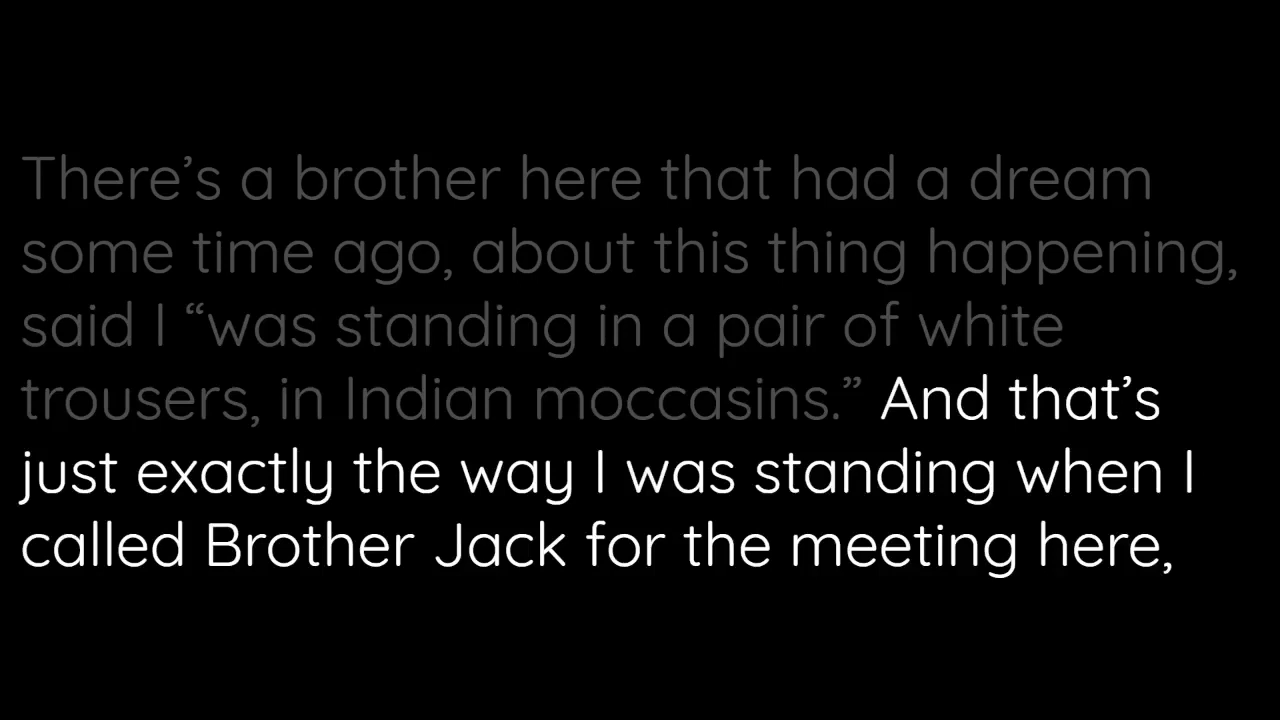 There’s a brother here that had a dream
some time ago, about this thing happening,
said I “was standing in a pair of white
trousers, in Indian moccasins.” And that’s
just exactly the way I was standing when I
called Brother Jack for the meeting here,